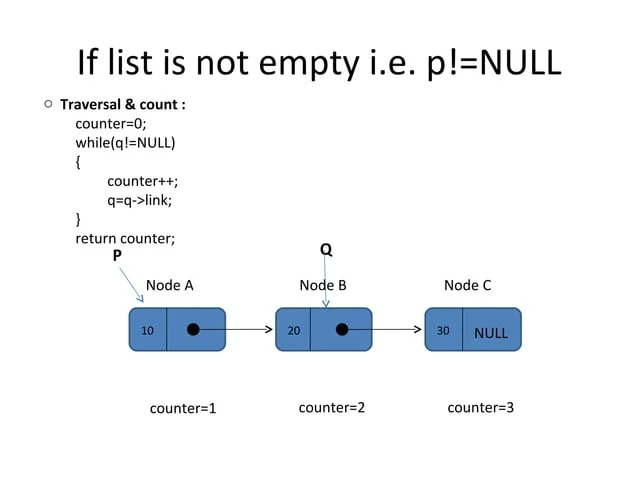 If list is not empty i.e. p!=NULL
○ Traversal & count :
counter=0;
while(q!=NULL)
{
counter++;
q=q->link;
}
return counter;
P
Q
Node A
Node B
Node C
10
20
30
NULL
counter=1
counter=2
counter=3